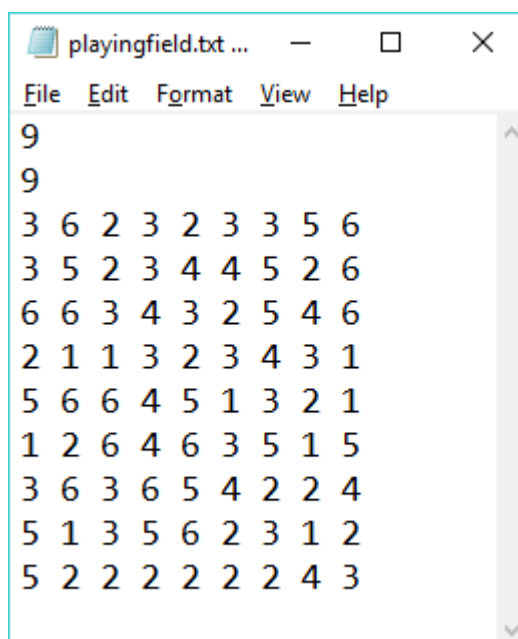 playingfield.txt ...
File Edit Format View Help
9
9
3 6 2 3 2 3 3 5 6
3 5 2 3 4 4 5 2 6
6 6 3 4 3 2 5 4 6
2 1 1 3 2 3 4 3 1
5 6 6 4 5 1 3 2 1
1 2 6 4 6 3 5 1 5
3 6 3 6 5 4 2 2 4
5 1 3 5 6 2 3 1 2
5 2 2 2 2 2 2 4 3